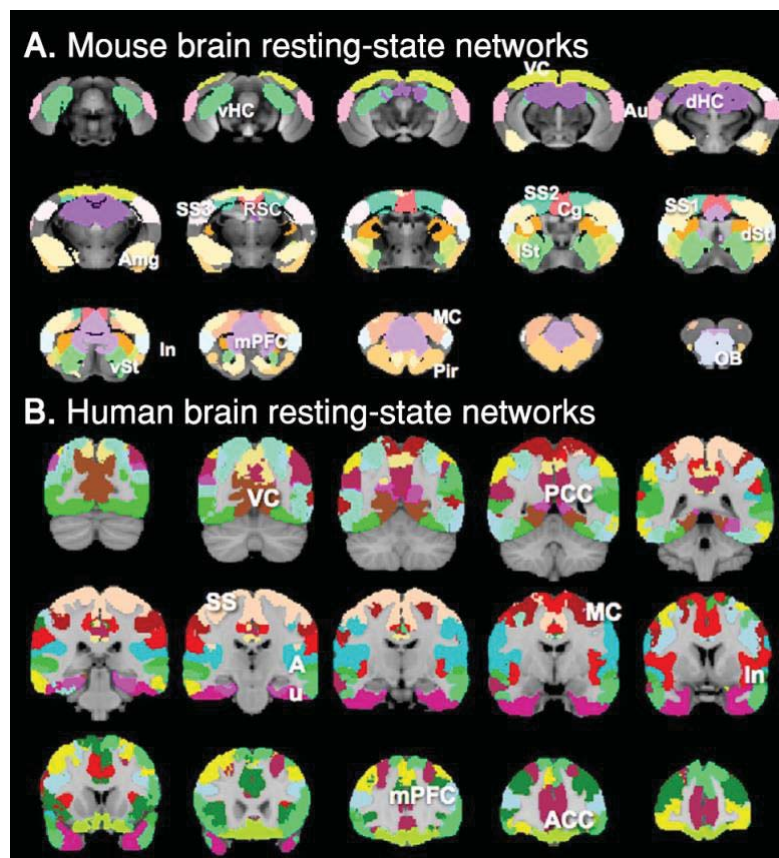 A. Mouse brain resting-state networks
VC
vHC
Au
dHC
SS3
RSC
SS2
Cg
SS1
Amg
lSt
dSt
MC
In
mPFC
vSt
Pir
OB
B. Human brain resting-state networks
VC
PCC
SS
MC
A
u
In
mPFC
ACC